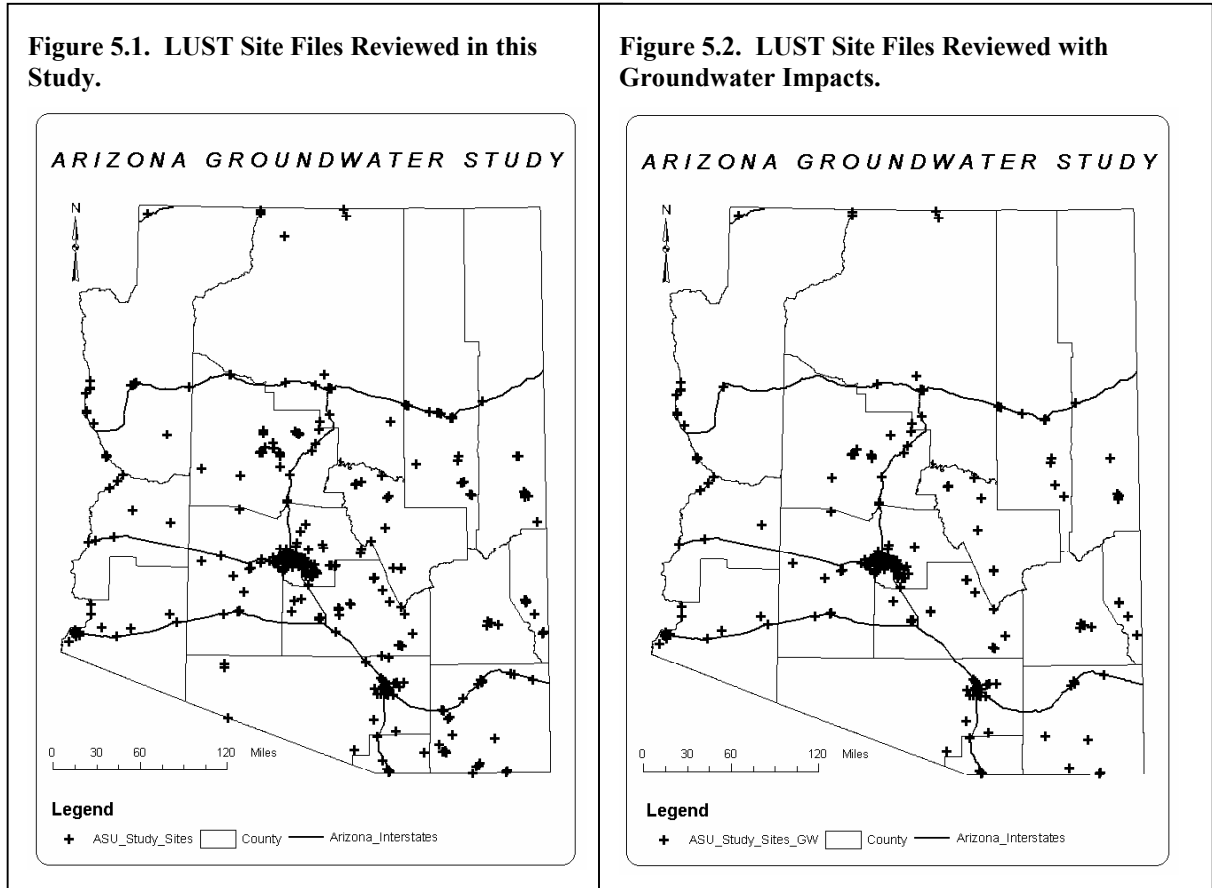 Figure 5.1. LUST Site Files Reviewed in this
Study.
ARIZONA GROUNDWATER STUDY
N
0 30 60 120 Miles
Legend
ASU_Study_Sites County Arizona_Interstates
Figure 5.2. LUST Site Files Reviewed with
Groundwater Impacts.
ARIZONA GROUNDWATER STUDY
N
0 30 60 120 Miles
Legend
ASU_Study_Sites_GW County Arizona_Interstates